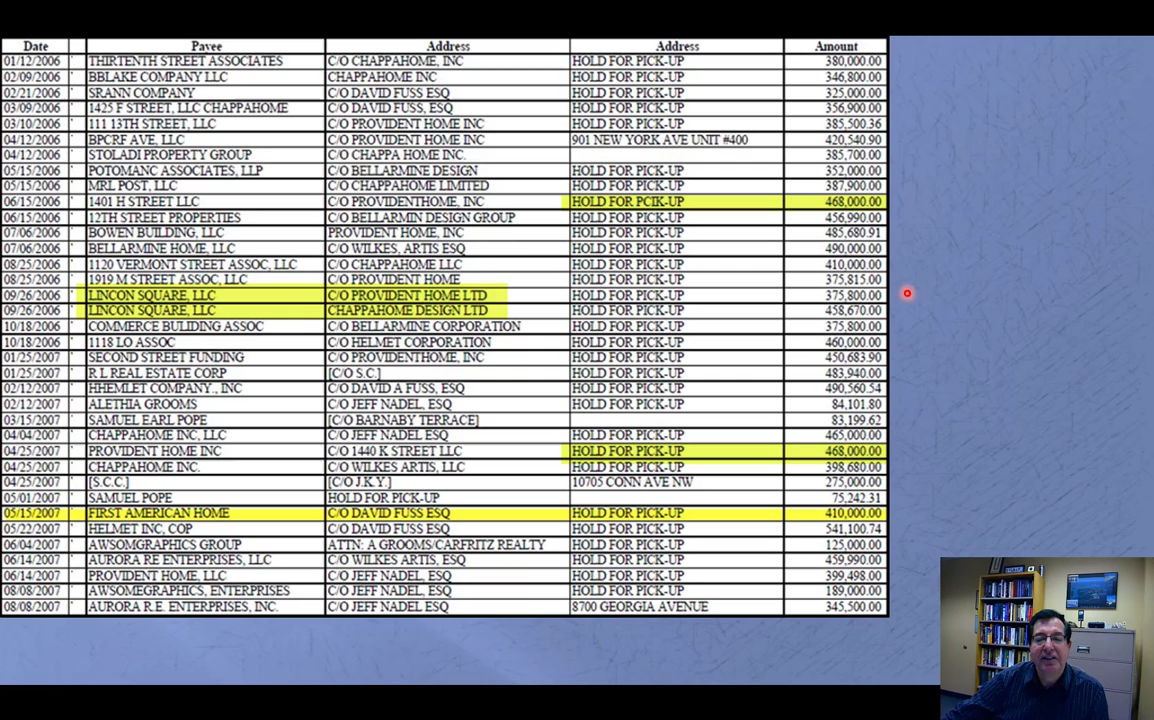 Date Payee Address Address Amount
01/12/2006 ' THIRTENTH STREET ASSOCIATES C/O CHAPPAHOME, INC HOLD FOR PICK-UP 380,000.00
02/09/2006 ' BBLAKE COMPANY LLC CHAPPAHOME INC HOLD FOR PICK-UP 346,800.00
02/21/2006 ' SRANN COMPANY C/O DAVID FUSS ESQ HOLD FOR PICK-UP 325,000.00
03/09/2006 ' 1425 F STREET, LLC CHAPPAHOME C/O DAVID FUSS, ESQ HOLD FOR PICK-UP 356,900.00
03/10/2006 ' 111 13TH STREET, LLC C/O PROVIDENT HOME INC HOLD FOR PICK-UP 385,500.36
04/12/2006 ' BPCRF AVE, LLC C/O PROVIDENT HOME INC 901 NEW YORK AVE UNIT #400 420,540.90
04/12/2006 ' STOLADI PROPERTY GROUP C/O CHAPPA HOME INC. 385,700.00
05/15/2006 ' POTOMANC ASSOCIATES, LLP C/O BELLARMINE DESIGN HOLD FOR PICK-UP 352,000.00
05/15/2006 ' MRL POST, LLC C/O CHAPPAHOME LIMITED HOLD FOR PICK-UP 387,900.00
06/15/2006 ' 1401 H STREET LLC C/O PROVIDENTHOME, INC HOLD FOR PCIK-UP 468,000.00
06/15/2006 ' 12TH STREET PROPERTIES C/O BELLARMIN DESIGN GROUP HOLD FOR PICK-UP 456,990.00
07/06/2006 ' BOWEN BUILDING, LLC PROVIDENT HOME, INC HOLD FOR PICK-UP 485,680.91
07/06/2006 ' BELLARMINE HOME, LLC C/O WILKES, ARTIS ESQ HOLD FOR PICK-UP 490,000.00
08/25/2006 ' 1120 VERMONT STREET ASSOC, LLC C/O CHAPPAHOME LLC HOLD FOR PICK-UP 410,000.00
08/25/2006 ' 1919 M STREET ASSOC, LLC C/O PROVIDENT HOME HOLD FOR PICK-UP 375,815.00
09/26/2006 ' LINCON SQUARE, LLC C/O PROVIDENT HOME LTD HOLD FOR PICK-UP 375,800.00
09/26/2006 ' LINCON SQUARE, LLC CHAPPAHOME DESIGN LTD HOLD FOR PICK-UP 458,670.00
10/18/2006 ' COMMERCE BULIDING ASSOC C/O BELLARMINE CORPORATION HOLD FOR PICK-UP 375,800.00
10/18/2006 ' 1118 LO ASSOC C/O HELMET CORPORATION HOLD FOR PICK-UP 460,000.00
01/25/2007 ' SECOND STREET FUNDING C/O PROVIDENTHOME, INC HOLD FOR PICK-UP 450,683.90
01/25/2007 ' R L REAL ESTATE CORP [C/O S.C.] HOLD FOR PICK-UP 483,940.00
02/12/2007 ' HHEMLET COMPANY., INC C/O DAVID A FUSS, ESQ HOLD FOR PICK-UP 490,560.54
02/12/2007 ' ALETHIA GROOMS C/O JEFF NADEL, ESQ HOLD FOR PICK-UP 84,101.80
03/15/2007 ' SAMUEL EARL POPE [C/O BARNABY TERRACE] 83,199.62
04/04/2007 ' CHAPPAHOME INC, LLC C/O JEFF NADEL ESQ HOLD FOR PICK-UP 465,000.00
04/25/2007 ' PROVIDENT HOME INC C/O 1440 K STREET LLC HOLD FOR PICK-UP 468,000.00
04/25/2007 ' CHAPPAHOME INC. C/O WILKES ARTIS, LLC HOLD FOR PICK-UP 398,680.00
04/25/2007 ' [S.C.C.] [C/O J.K.Y.] 10705 CONN AVE NW 275,000.00
05/01/2007 ' SAMUEL POPE HOLD FOR PICK-UP 75,242.31
05/15/2007 ' FIRST AMERICAN HOME C/O DAVID FUSS ESQ HOLD FOR PICK-UP 410,000.00
05/22/2007 ' HELMET INC, COP C/O DAVID FUSS ESQ HOLD FOR PICK-UP 541,100.74
06/04/2007 ' AWSOMGRAPHICS GROUP ATTN: A GROOMS/CARFRITZ REALTY HOLD FOR PICK-UP 125,000.00
06/14/2007 ' AURORA RE ENTERPRISES, LLC C/O WILKES ARTIS ESQ HOLD FOR PICK-UP 459,990.00
06/14/2007 ' PROVIDENT HOME, LLC C/O JEFF NADEL, ESQ HOLD FOR PICK-UP 399,498.00
08/08/2007 ' AWSOMEGRAPHICS, ENTERPRISES C/O JEFF NADEL, ESQ HOLD FOR PICK-UP 189,000.00
08/08/2007 ' AURORA R.E. ENTERPRISES, INC. C/O JEFF NADEL ESQ 8700 GEORGIA AVENUE 345,500.00